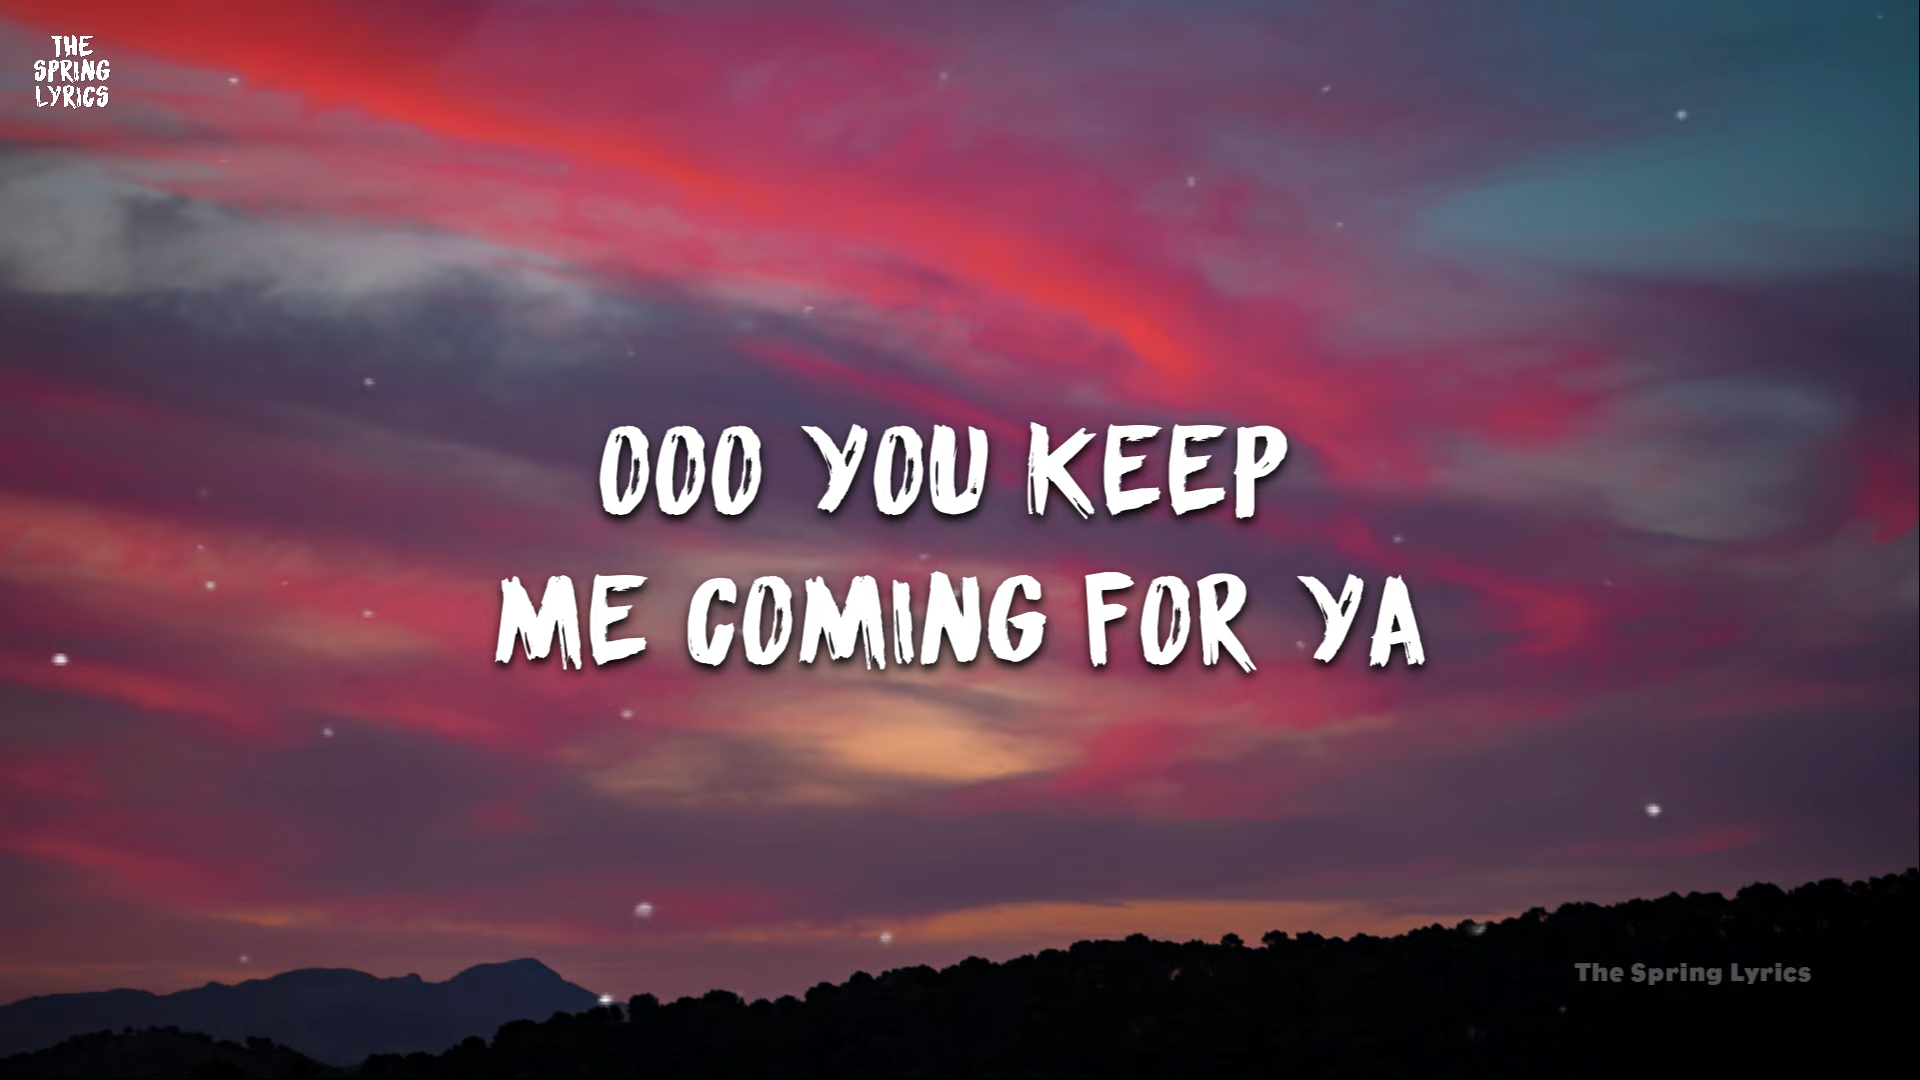 THE
SPRING
LYRICS
OOO YOU KEEP
ME COMING FOR YA
The Spring Lyrics